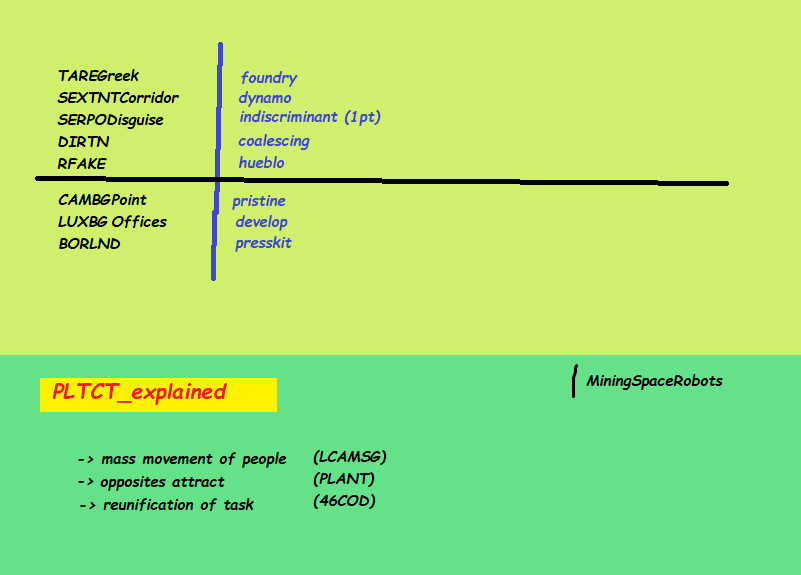 TAREGreek foundry
SEXTNTCorridor dynamo
SERPODisguise indiscriminant (1pt)
DIRTN coalescing
RFAKE hueblo
CAMBGPoint pristine
LUXBG Offices develop
BORLND presskit
MiningSpaceRobots
PLTCT_explained
-> mass movement of people (LCAMSG)
-> opposites attract (PLANT)
-> reunification of task (46COD)